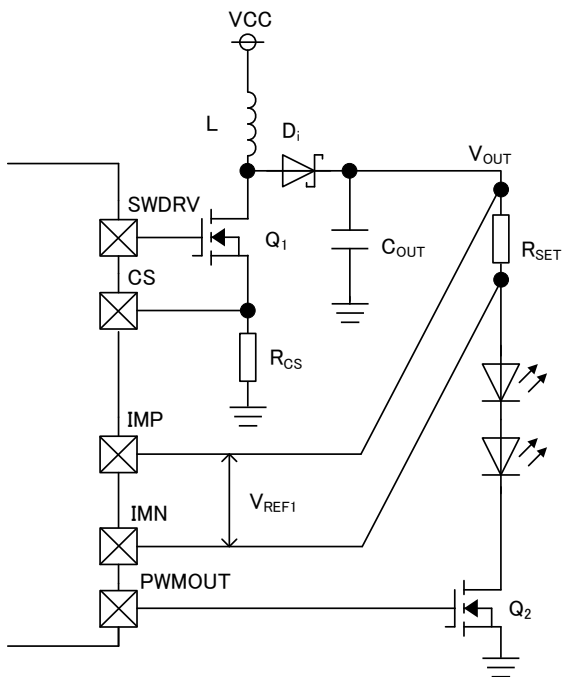 VCC
L
Di
VOUT
SWDRV
Q1
COUT
RSET
CS
RCS
IMP
VREF1
IMN
PWMOUT
Q2